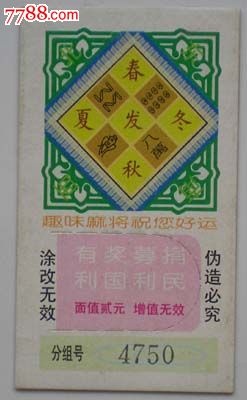 7788.com
春
夏 发 冬
八萬
秋
趣味麻将祝您好运
涂改无效
有奖募捐
利国利民
面值贰元 增值无效
伪造必究
分组号 4750